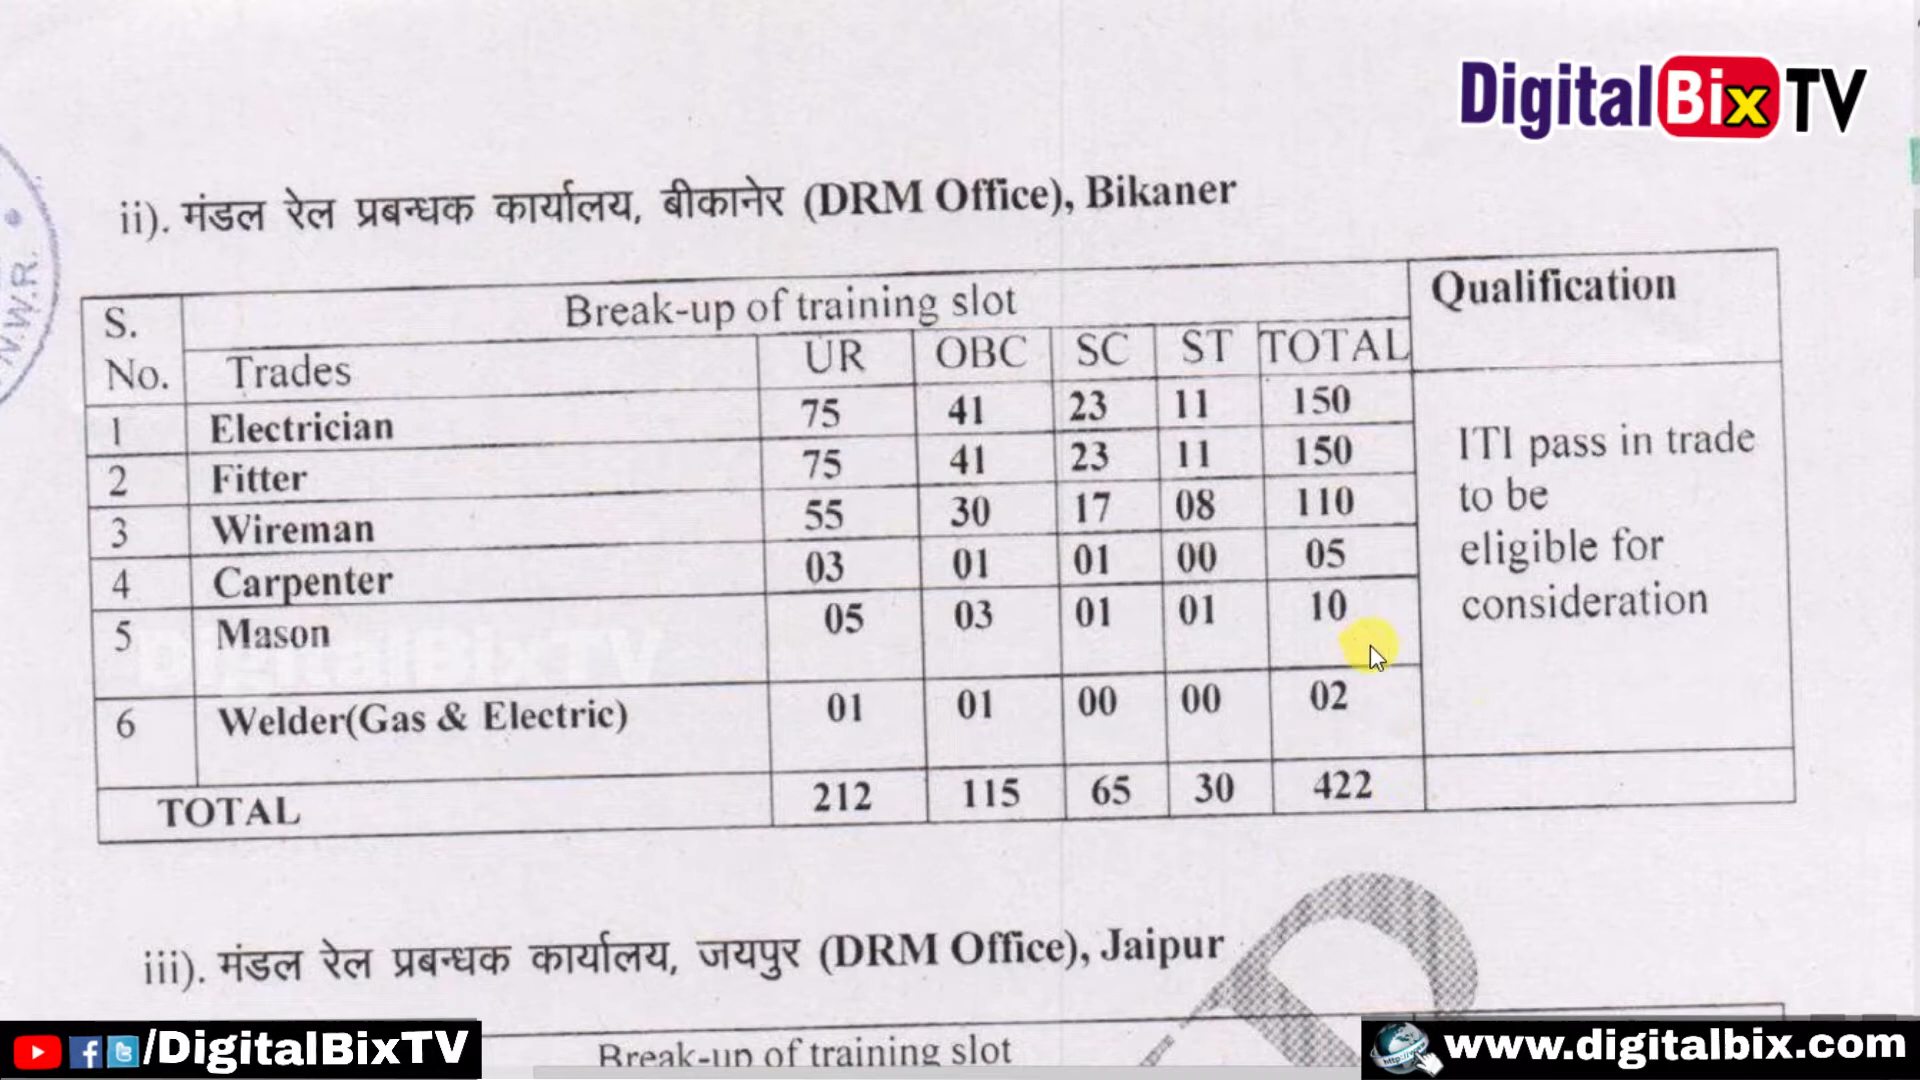 DigitalBixTV
N.W.R.
ii). मंडल रेल प्रबन्धक कार्यालय, बीकानेर (DRM Office), Bikaner
S. No. Break-up of training slot Qualification
Trades UR OBC SC ST TOTAL
1 Electrician 75 41 23 11 150
2 Fitter 75 41 23 11 150
3 Wireman 55 30 17 08 110
4 Carpenter 03 01 01 00 05
5 Mason 05 03 01 01 10
6 Welder(Gas & Electric) 01 01 00 00 02
ITI pass in trade
to be
eligible for
consideration
TOTAL 212 115 65 30 422
DigitalBixTV
iii). मंडल रेल प्रबन्धक कार्यालय, जयपुर (DRM Office), Jaipur
Break-up of training slot
/DigitalBixTV
http://www
www.digitalbix.com